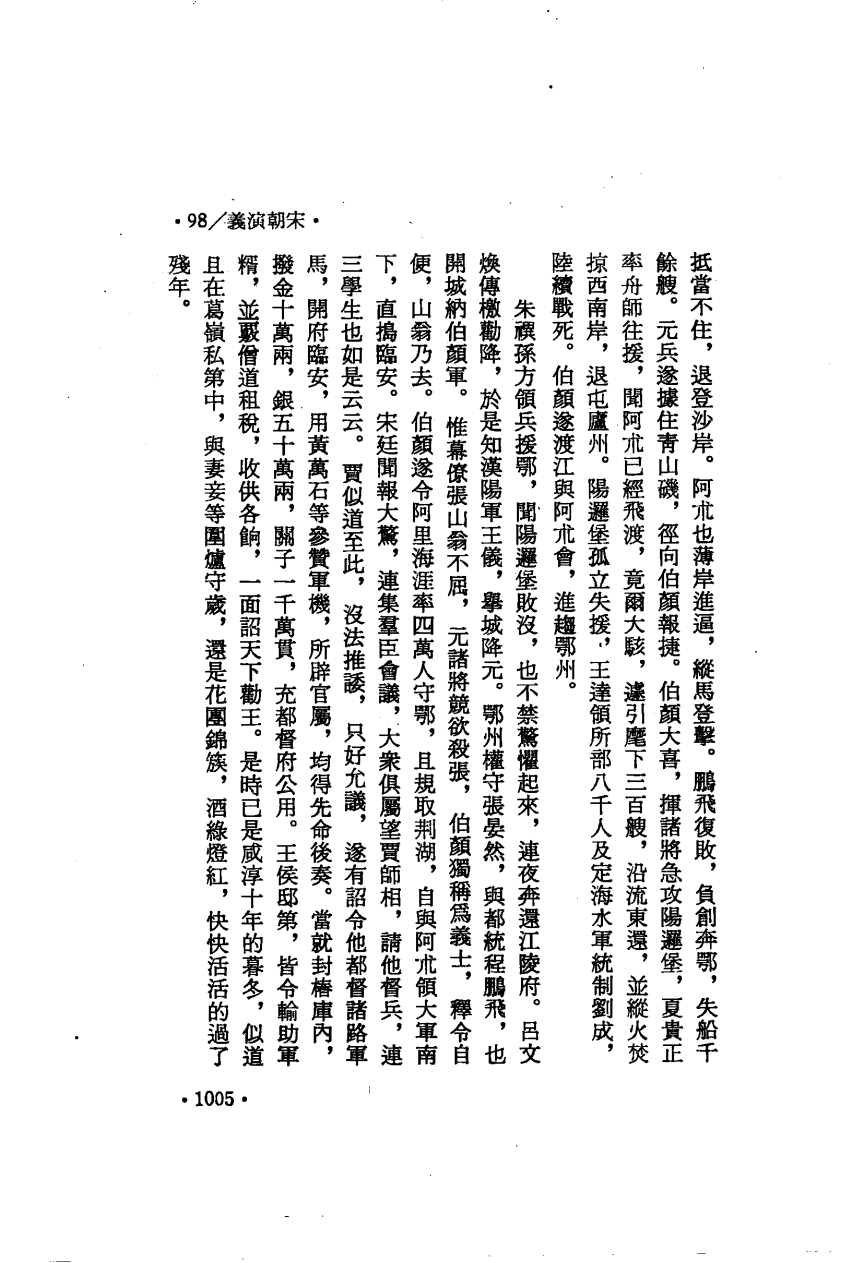 •98／義演朝宋•
抵當不住，退登沙岸。阿朮也薄岸進逼，縱馬登擊。鵬飛復敗，負創奔鄂，失船千
餘艘。元兵遂據住青山磯，徑向伯顏報捷。伯顏大喜，揮諸將急攻陽邏堡，夏貴正
率舟師往援，聞阿朮已經飛渡，竟爾大駭，遽引麾下三百艘，沿流東還，並縱火焚
掠西南岸，退屯廬州。陽邏堡孤立失援，王達領所部八千人及定海水軍統制劉成，
陸續戰死。伯顏遂渡江與阿朮會，進趨鄂州。
朱禩孫方領兵援鄂，聞陽邏堡敗沒，也不禁驚懼起來，連夜奔還江陵府。呂文
煥傳檄勸降，於是知漢陽軍王儀，舉城降元。鄂州權守張晏然，與都統程鵬飛，也
開城納伯顏軍。惟幕僚張山翁不屈，元諸將競欲殺張，伯顏獨稱爲義士，釋令自
便，山翁乃去。伯顏遂令阿里海涯率四萬人守鄂，且規取荆湖，自與阿朮領大軍南
下，直搗臨安。宋廷聞報大驚，連集羣臣會議，大衆俱屬望賈師相，請他督兵，連
三學生也如是云云。賈似道至此，沒法推諉，只好允議，遂有詔令他都督諸路軍
馬，開府臨安，用黃萬石等參贊軍機，所辟官屬，均得先命後奏。當就封樁庫內，
撥金十萬兩，銀五十萬兩，關子一千萬貫，充都督府公用。王侯邸第，皆令輸助軍
糈，並覈僧道租稅，收供各餉，一面詔天下勤王。是時已是咸淳十年的暮冬，似道
且在葛嶺私第中，與妻妾等圍爐守歲，還是花團錦簇，酒綠燈紅，快快活活的過了
殘年。
•1005•